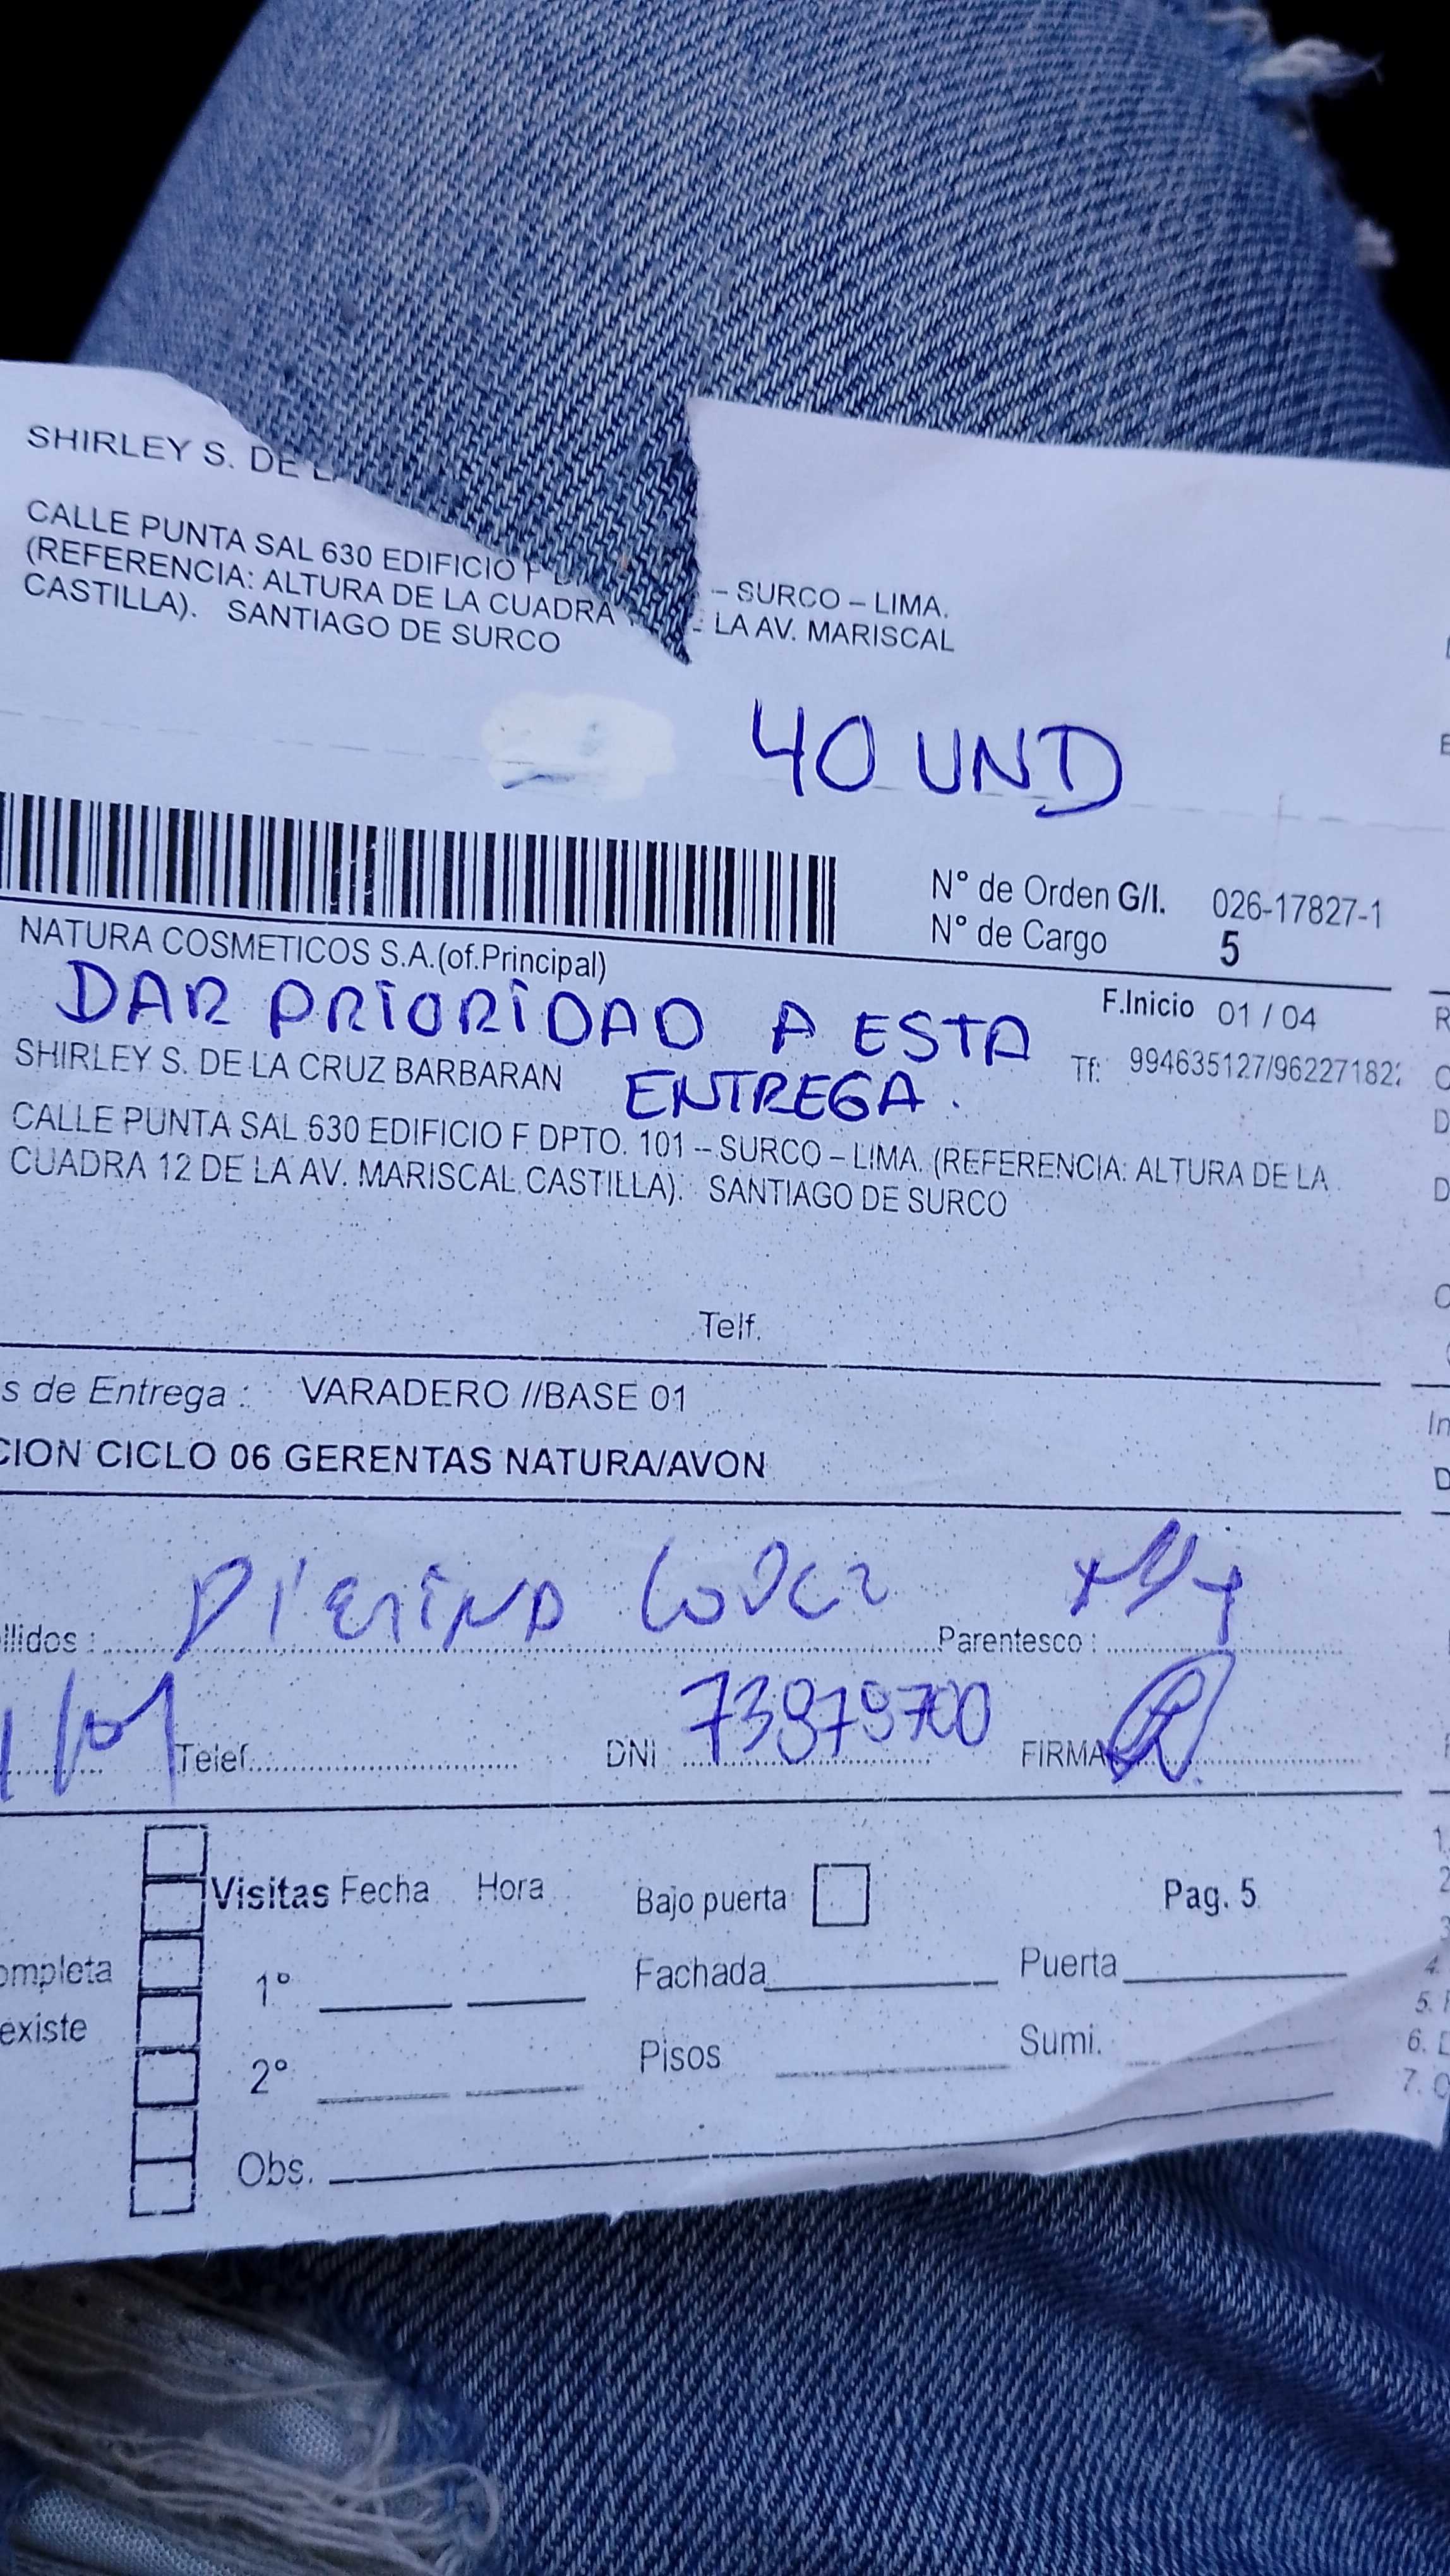 SHIRLEY S. DE L
CALLE PUNTA SAL 630 EDIFICIO F D – SURCO – LIMA.
(REFERENCIA: ALTURA DE LA CUADRA LA AV. MARISCAL
CASTILLA). SANTIAGO DE SURCO
40 UND
N° de Orden G/I. 026-17827-1
N° de Cargo 5
NATURA COSMETICOS S.A.(of.Principal)
F.Inicio 01 / 04
DAR PRIORIDAD A ESTA
ENTREGA.
SHIRLEY S. DE LA CRUZ BARBARAN
Tf: 994635127/96227182
CALLE PUNTA SAL 630 EDIFICIO F DPTO. 101 – SURCO – LIMA. (REFERENCIA: ALTURA DE LA
CUADRA 12 DE LA AV. MARISCAL CASTILLA). SANTIAGO DE SURCO
Telf.
s de Entrega : VARADERO //BASE 01
CION CICLO 06 GERENTAS NATURA/AVON
llidos : Parentesco :
Telef. DNI : 73979700 FIRMA
Visitas Fecha Hora Bajo puerta Pag. 5
ompleta 1° Fachada Puerta
existe 2° Pisos Sumi.
Obs.